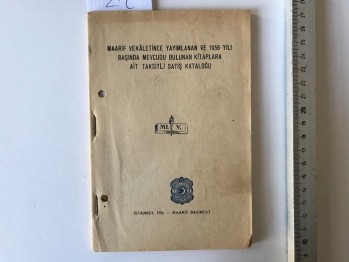 MAARİF VEKÂLETİNCE YAYIMLANAN VE 1956 YILI
BAŞINDA MEVCUDU BULUNAN KİTAPLARA
AİT TAKSİTLİ SATIŞ KATALOĞU
M. V.
İSTANBUL 1956 — MAARİF BASIMEVİ